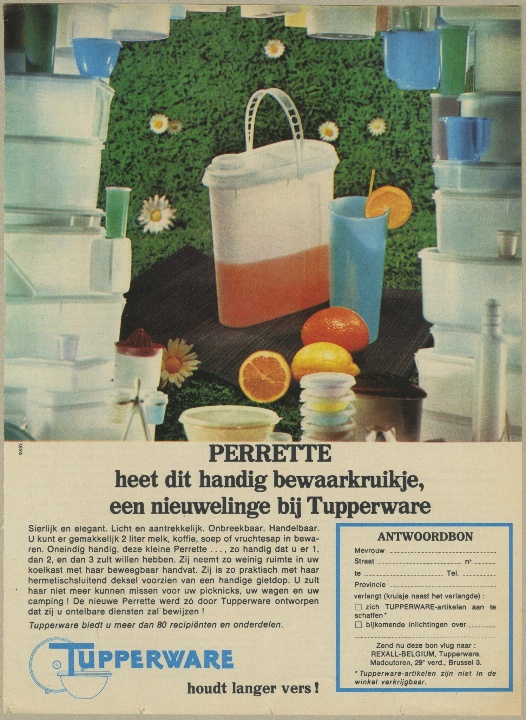 PERRETTE
heet dit handig bewaarkruikje,
een nieuwelinge bij Tupperware
Sierlijk en elegant. Licht en aantrekkelijk. Onbreekbaar. Handelbaar.
U kunt er gemakkelijk 2 liter melk, koffie, soep of vruchtesap in bewa-
ren. Oneindig handig, deze kleine Perrette . . . , zo handig dat u er 1,
dan 2, en dan 3 zult willen hebben. Zij neemt zo weinig ruimte in uw
koelkast met haar beweegbaar handvat. Zij is zo praktisch met haar
hermetischsluitend deksel voorzien van een handige gietdop. U zult
haar niet meer kunnen missen voor uw picknicks, uw wagen en uw
camping ! De nieuwe Perrette werd zó door Tupperware ontworpen
dat zij u ontelbare diensten zal bewijzen !
Tupperware biedt u meer dan 80 recipiënten en onderdelen.
TUPPERWARE
houdt langer vers !
ANTWOORDBON
Mevrouw
Straat nr
te Tel.
Provincie
verlangt (kruisje naast het verlangde) :
zich TUPPERWARE-artikelen aan te
schaffen*
bijkomende inlichtingen over
Zend nu deze bon vlug naar :
REXALL-BELGIUM, Tupperware,
Madoutoren, 29e verd., Brussel 3.
*Tupperware-artikelen zijn niet in de
winkel verkrijgbaar.